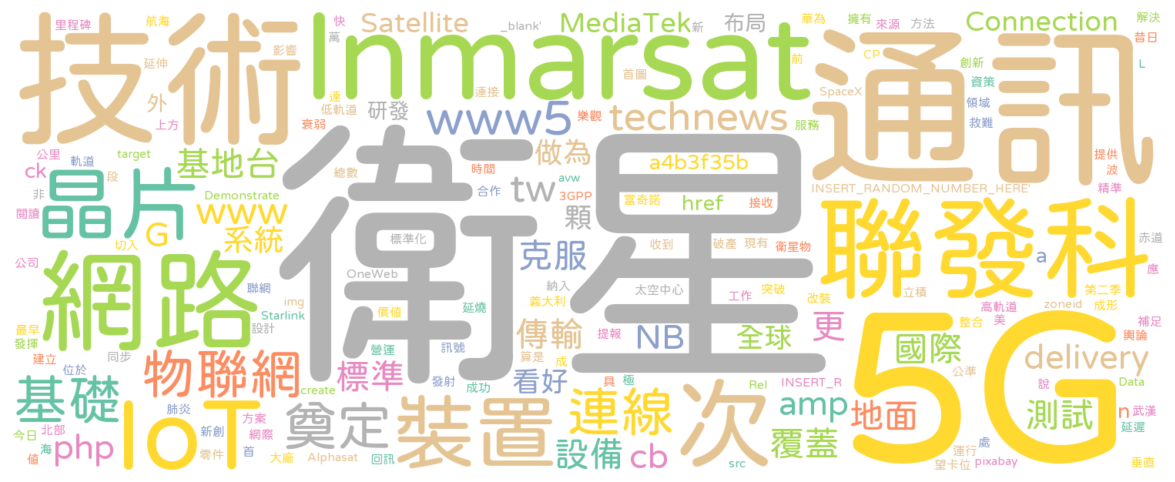 里程碑 航海 影響 快 萬 Satellite _blank' MediaTek 新 布局 華為 擁有 來源 方法 Connection 解決 昔日
技術 Inmarsat 通訊
延伸 外 上方 低軌道 首圖 連接 前 CP 創新 L
達 研發 SpaceX 資策 領域 救難
衰弱 www5 樂觀 technews 服務
公里 軌道 target 基地台 衛星 做為 a4b3f35b 提供 波
ck 段 總數 時間 avw 3GPP INSERT_RANDOM_NUMBER_HERE' 精準
晶片 非 Demonstrate 合作 tw 富奇諾 href 接收
閱讀 www 顆 聯發科
G 切入 系統 標準化 收到 破產 現有 衛星物 a 赤道
公司 網路 OneWeb 克服 太空中心 應
聯網 img 納入 工作 突破 改裝 立積 第二季
最早 發揮 Starlink 價值 延燒 義大利 高軌道 美 zoneid 成形
設計 傳輸 提報 NB 全球 更 整合 國際 補足
建立 同步 營運 訊號 算是 成 輿論
位於 物聯網 標準 發射 成功 看好 具 極 Rel INSERT_R 公準 delivery
基礎 肺炎 create 裝置 次 5G 說 Data
IoT 方案 奠定 連線 amp 地面 測試 n 武漢
今日 北部 新創 網際 覆蓋 延遲
海 php 首 設備 cb 處
值 零件 大廠 Alphasat 回訊 src 運行 望卡位 pixabay 垂直